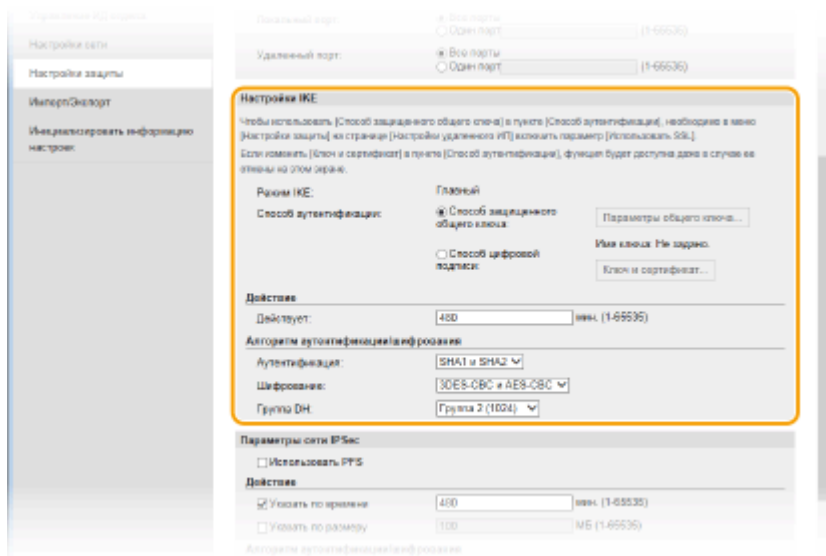 Управление ИД отдела
Настройки сети
Настройки защиты
Импорт/Экспорт
Инициализировать информацию
настроек
Локальный порт:
Все порты
Один порт
(1-65535)
Удаленный порт:
Все порты
Один порт
(1-65535)
Настройки IKE
Чтобы использовать [Способ защищенного общего ключа] в пункте [Способ аутентификации], необходимо в меню
[Настройки защиты] на странице [Настройки удаленного ИП] включить параметр [Использовать SSL].
Если изменить [Ключ и сертификат] в пункте [Способ аутентификации], функция будет доступна даже в случае ее
отмены на этом экране.
Режим IKE:
Главный
Способ аутентификации:
Способ защищенного
общего ключа:
Параметры общего ключа...
Имя ключа: Не задано.
Способ цифровой
подписи:
Ключ и сертификат...
Действие
Действует:
480
мин. (1-65535)
Алгоритм аутентификации/шифрования
Аутентификация:
SHA1 и SHA2
Шифрование:
3DES-CBC и AES-CBC
Группа DH:
Группа 2 (1024)
Параметры сети IPSec
Использовать PFS
Действие
Указать по времени
480
мин. (1-65535)
Указать по размеру
100
МБ (1-65535)
Алгоритм аутентификации/шифрования